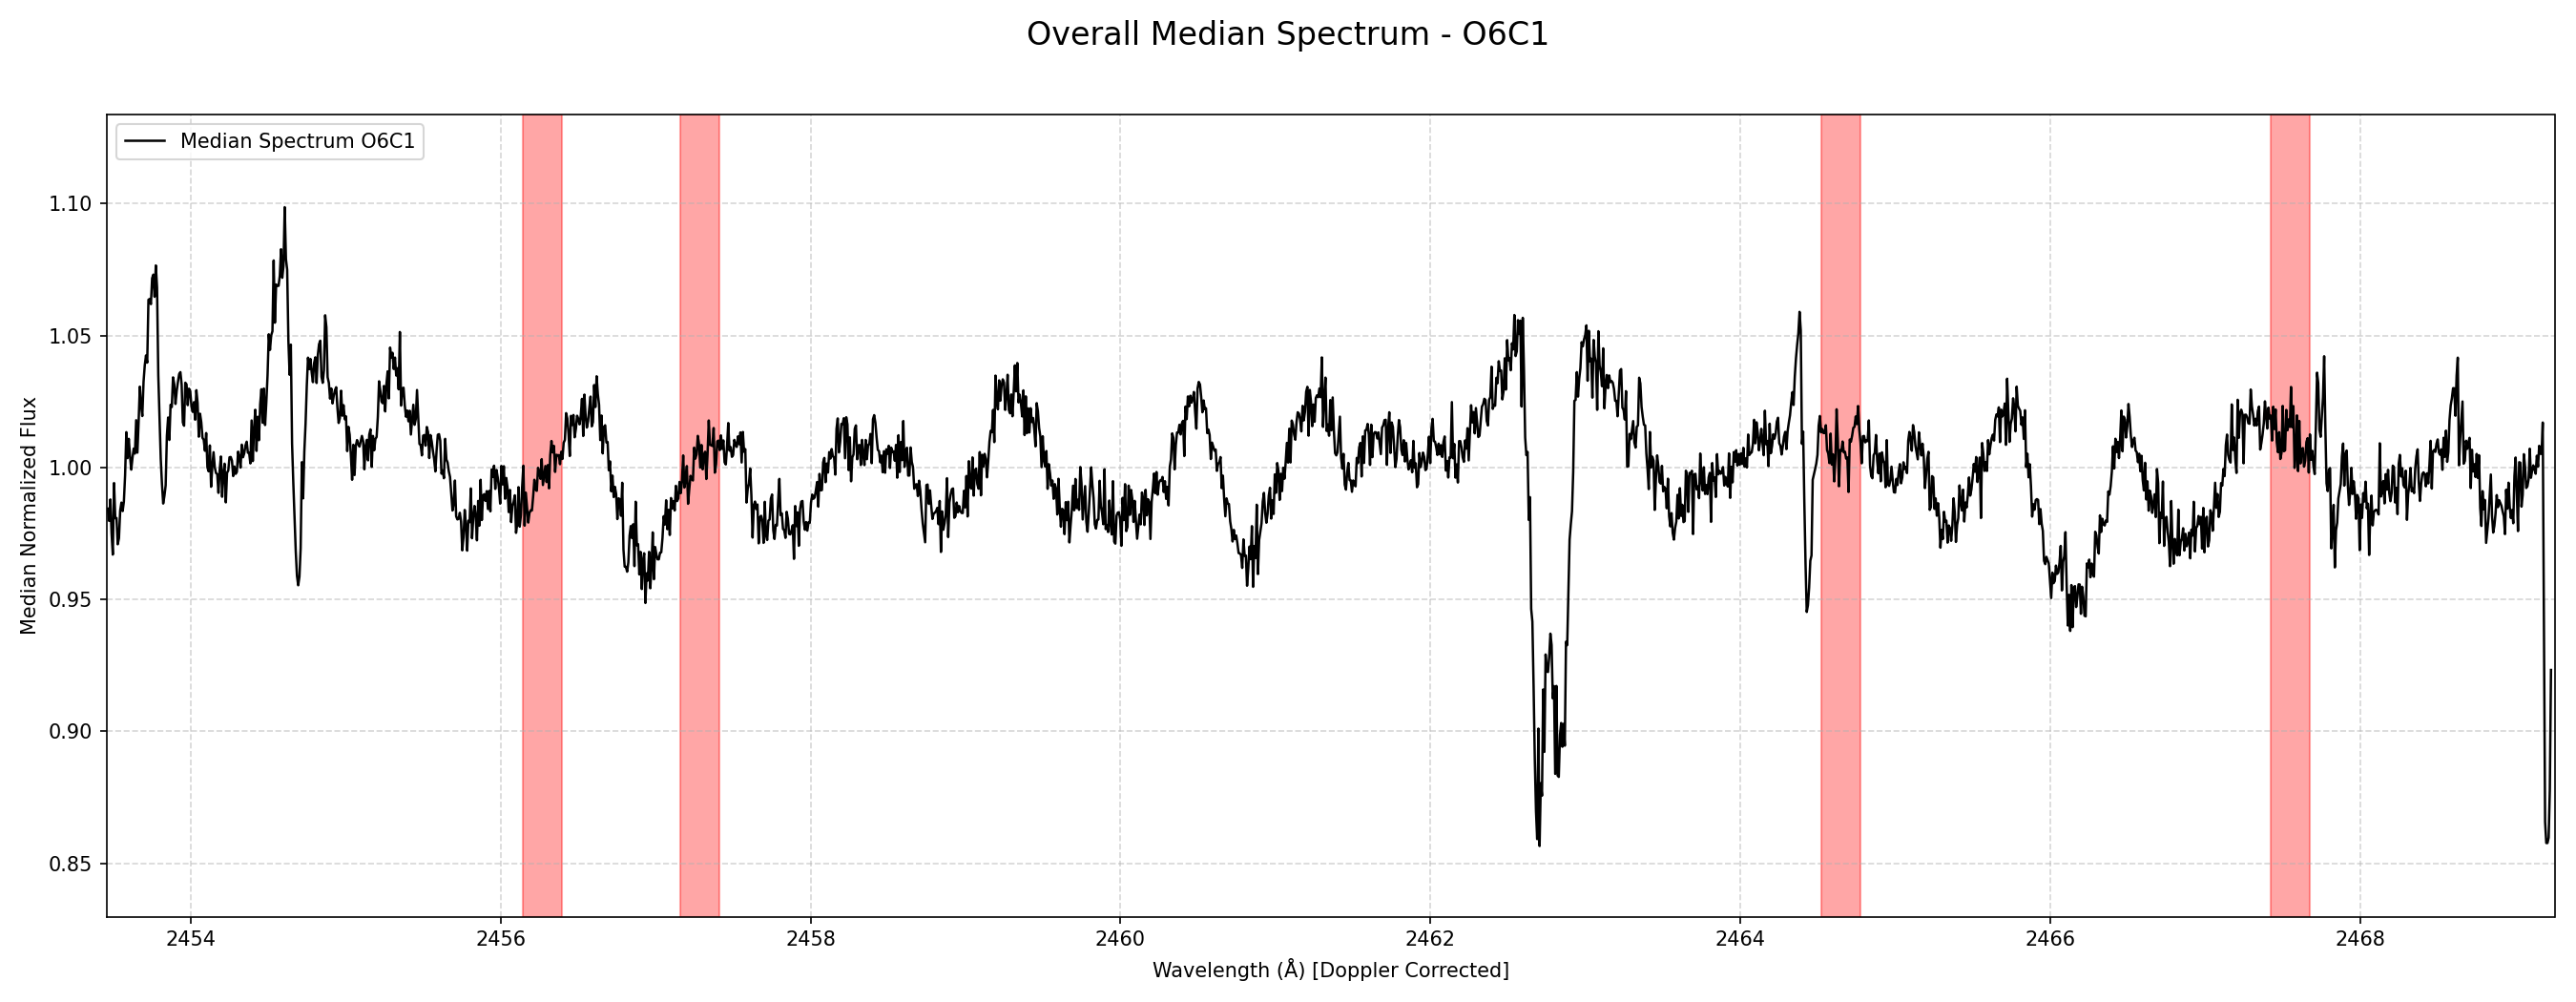 Overall Median Spectrum - O6C1
Median Spectrum O6C1
1.10
1.05
1.00
0.95
0.90
0.85
Median Normalized Flux
2454 2456 2458 2460 2462 2464 2466 2468
Wavelength (Å) [Doppler Corrected]